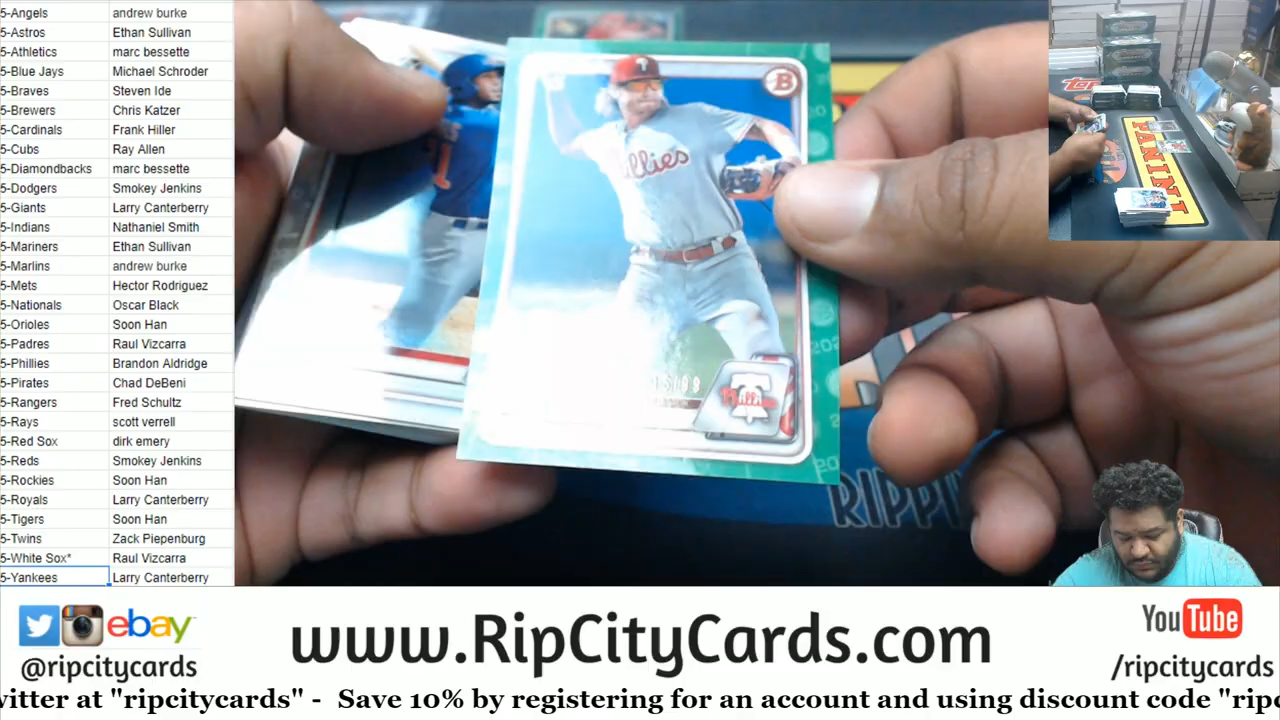 5-Angels andrew burke
5-Astros Ethan Sullivan
5-Athletics marc bessette
5-Blue Jays Michael Schroder
5-Braves Steven Ide
5-Brewers Chris Katzer
5-Cardinals Frank Hiller
5-Cubs Ray Allen
5-Diamondbacks marc bessette
5-Dodgers Smokey Jenkins
5-Giants Larry Canterberry
5-Indians Nathaniel Smith
5-Mariners Ethan Sullivan
5-Marlins andrew burke
5-Mets Hector Rodriguez
5-Nationals Oscar Black
5-Orioles Soon Han
5-Padres Raul Vizcarra
5-Phillies Brandon Aldridge
5-Pirates Chad DeBeni
5-Rangers Fred Schultz
5-Rays scott verrell
5-Red Sox dirk emery
5-Reds Smokey Jenkins
5-Rockies Soon Han
5-Royals Larry Canterberry
5-Tigers Soon Han
5-Twins Zack Piepenburg
5-White Sox* Raul Vizcarra
5-Yankees Larry Canterberry
B
Phillies
Phillies
RIPPI
Topps
PANINI
ebay
@ripcitycards
www.RipCityCards.com
YouTube
/ripcitycards
witter at "ripcitycards" - Save 10% by registering for an account and using discount code "ripc